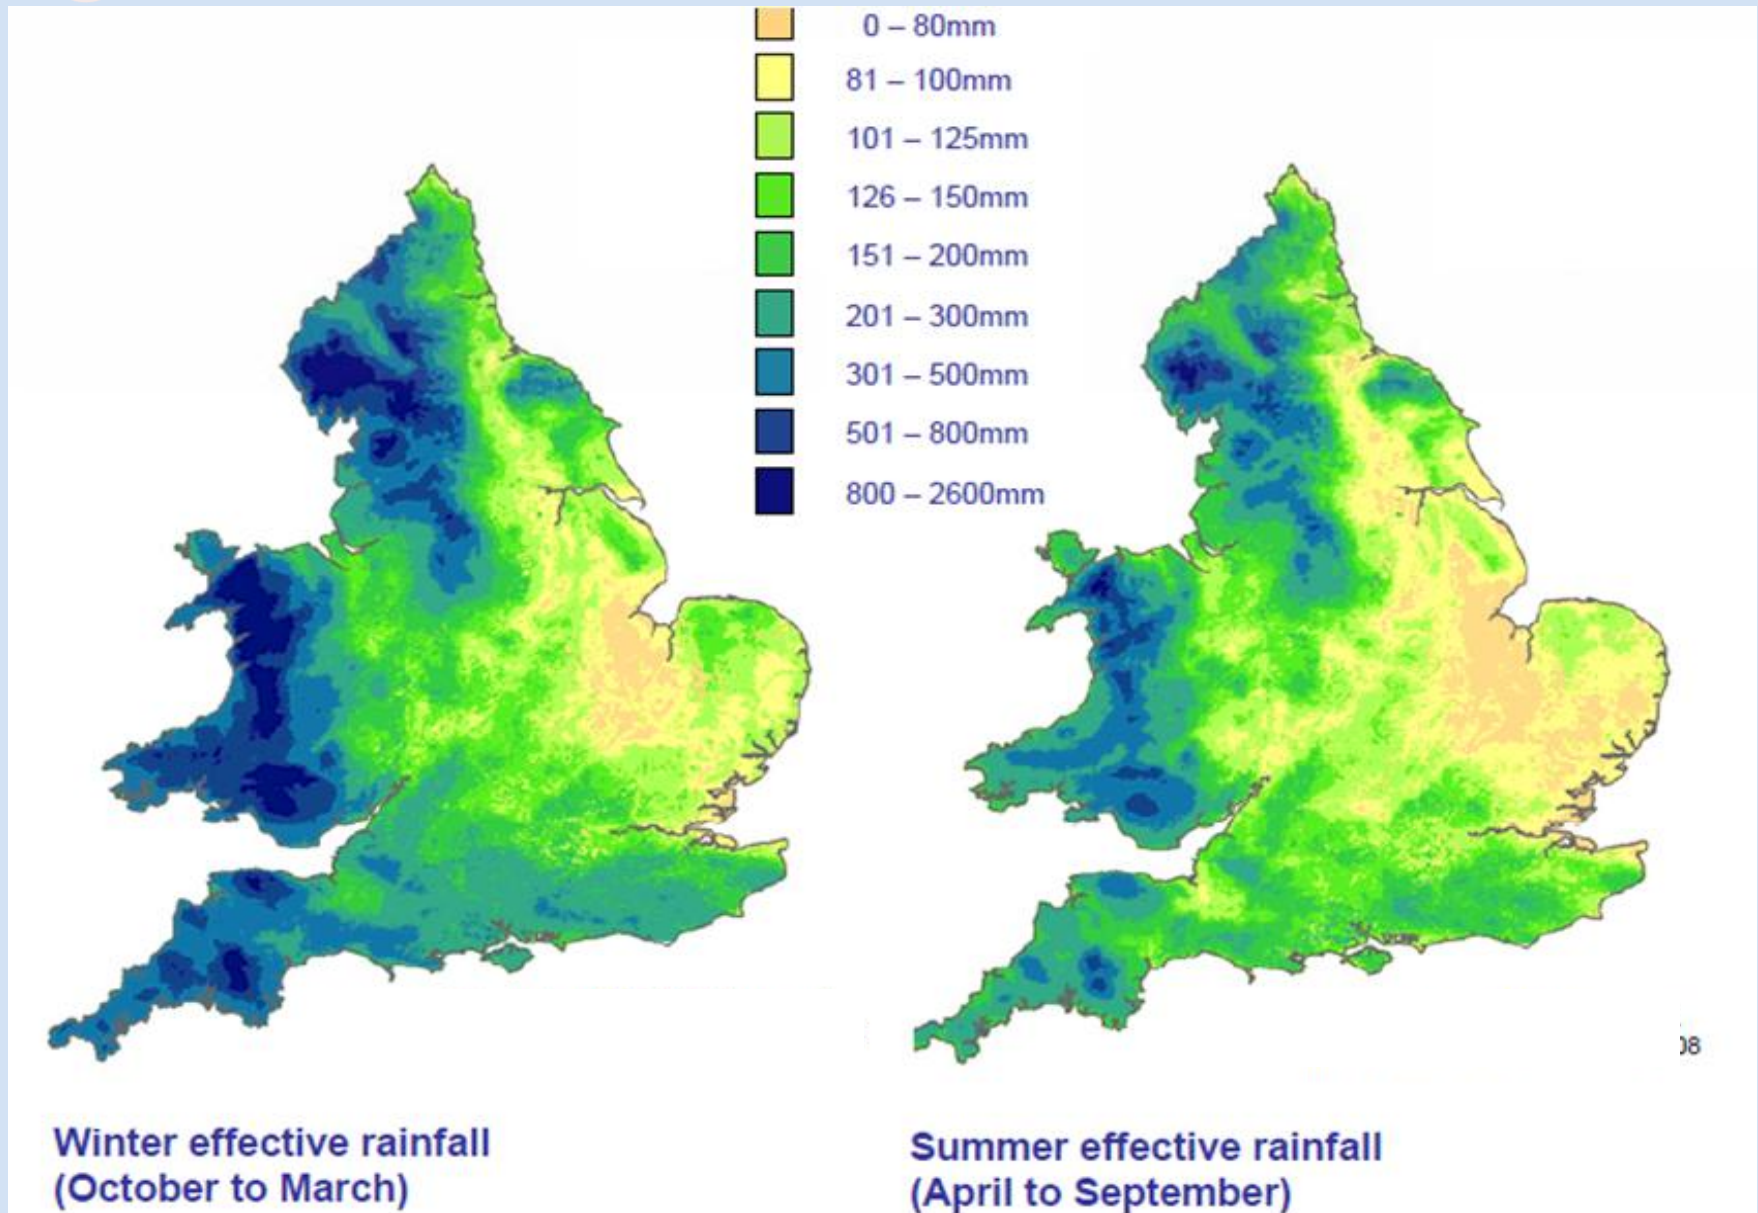 0 – 80mm
81 – 100mm
101 – 125mm
126 – 150mm
151 – 200mm
201 – 300mm
301 – 500mm
501 – 800mm
800 – 2600mm
08
Winter effective rainfall
(October to March)
Summer effective rainfall
(April to September)